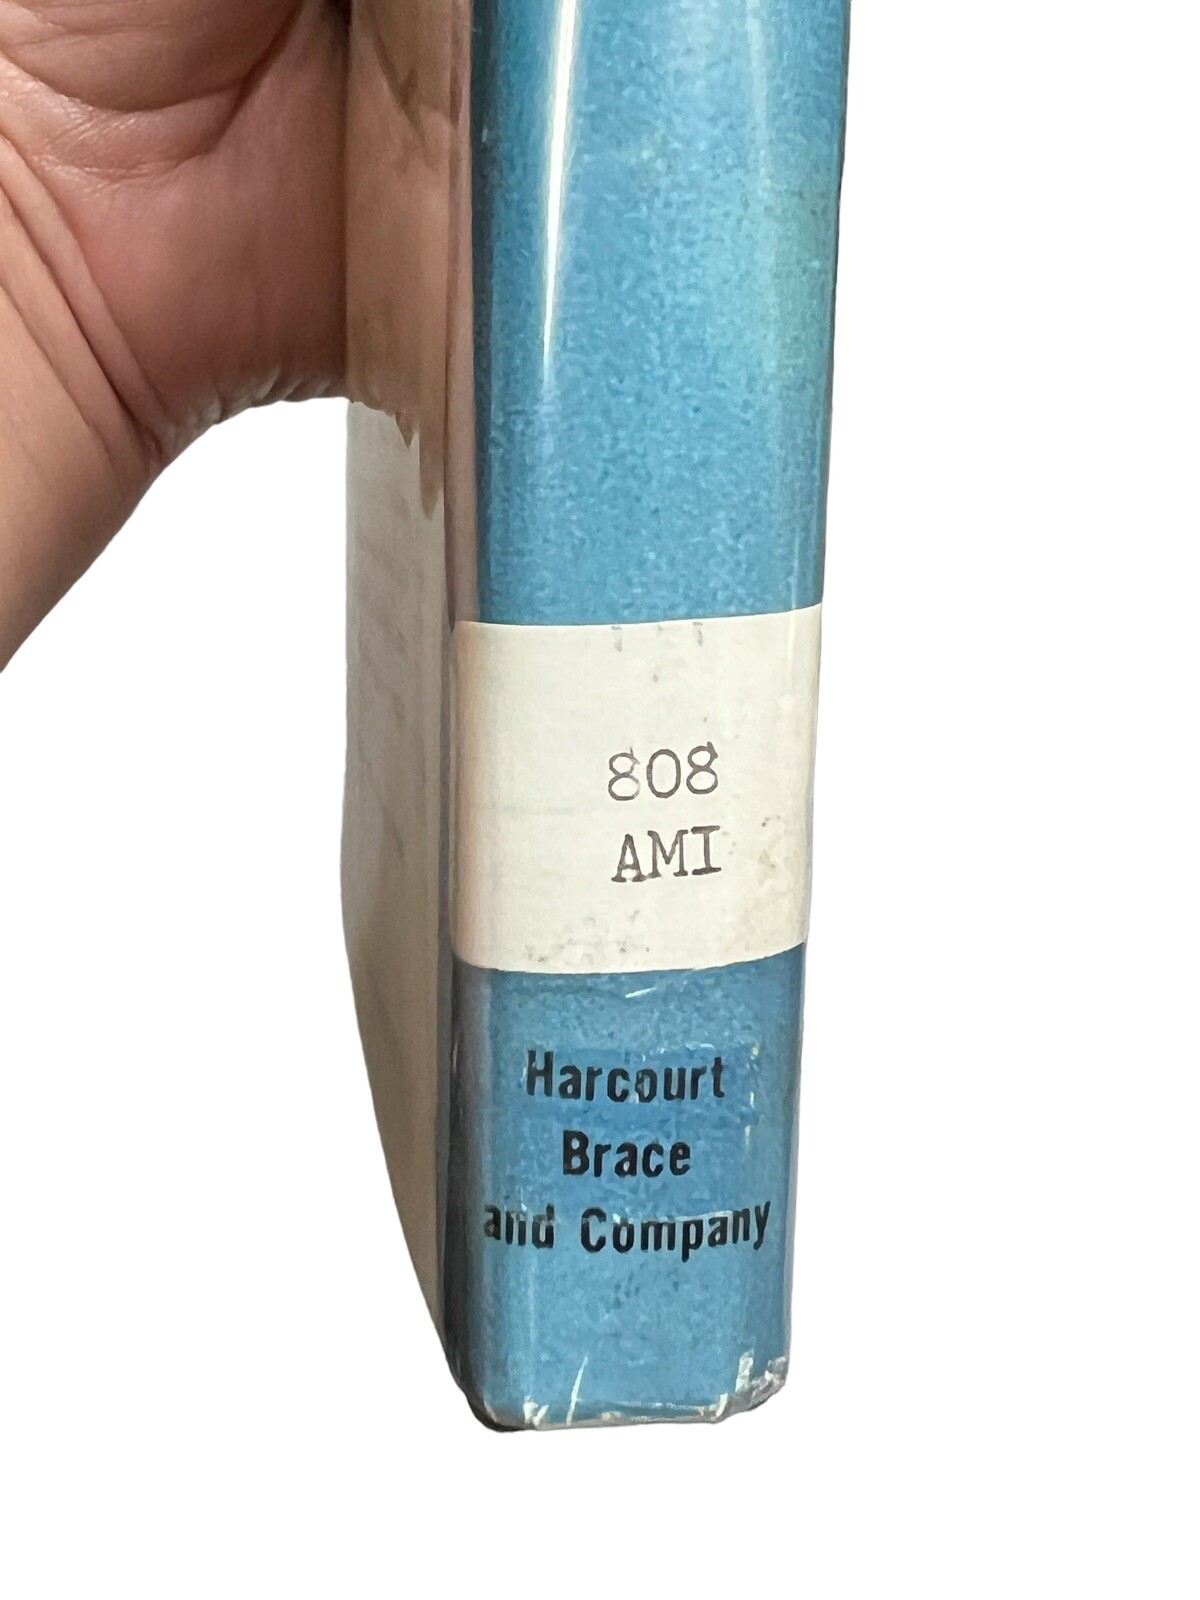 808
AMI
Harcourt
Brace
and Company